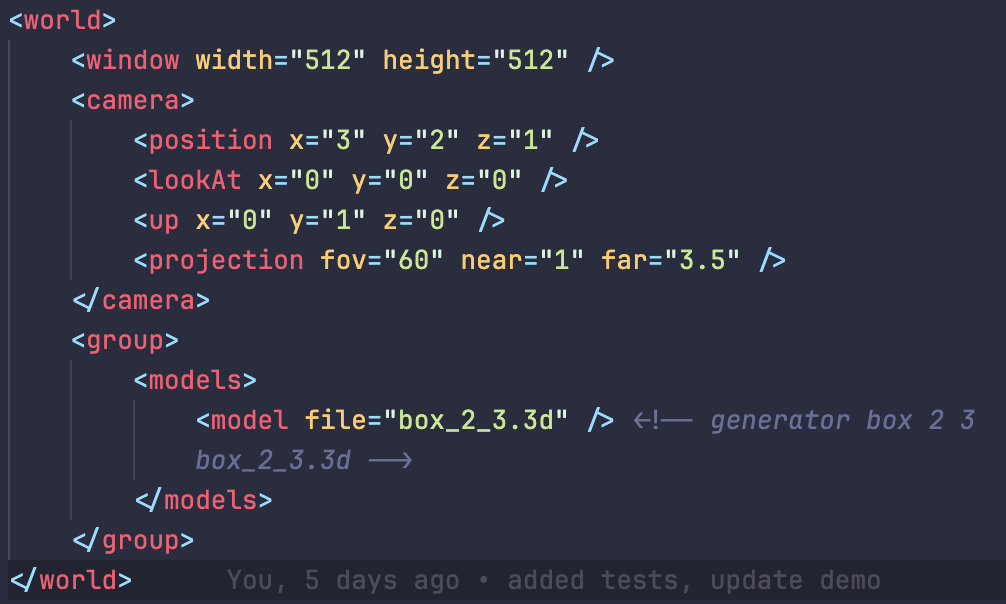 <world>
    <window width="512" height="512" />
    <camera>
        <position x="3" y="2" z="1" />
        <lookAt x="0" y="0" z="0" />
        <up x="0" y="1" z="0" />
        <projection fov="60" near="1" far="3.5" />
    </camera>
    <group>
        <models>
            <model file="box_2_3.3d" /> <!-- generator box 2 3
            box_2_3.3d -->
        </models>
    </group>
</world>      You, 5 days ago • added tests, update demo